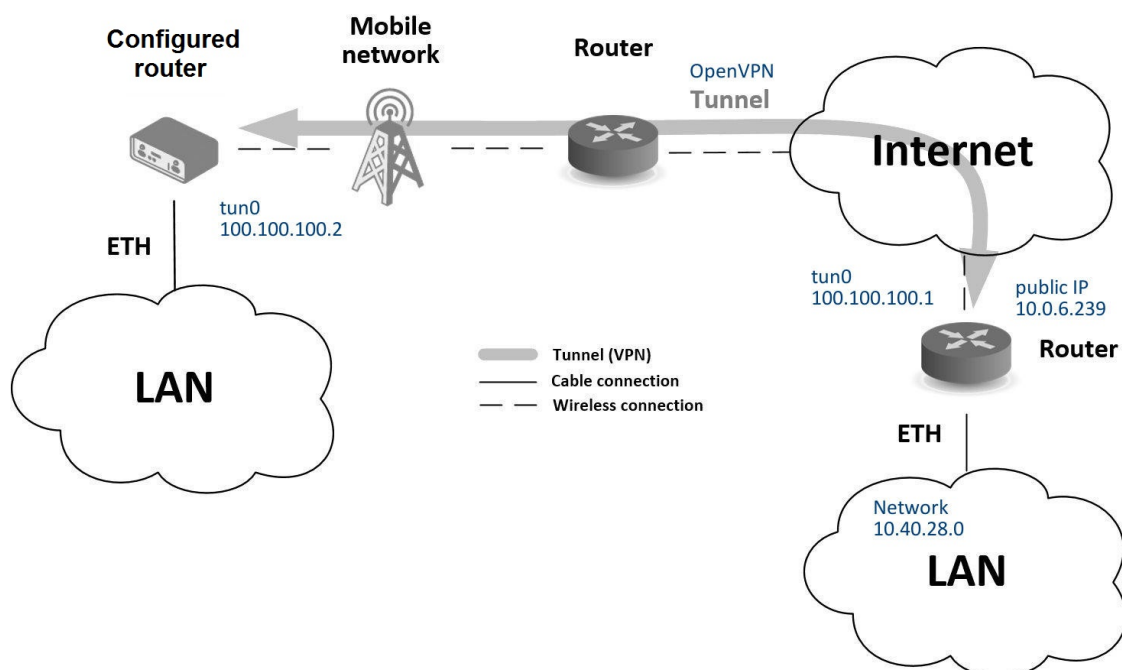 Configured
router
Mobile
network
Router
OpenVPN
Tunnel
Internet
tun0
100.100.100.2
ETH
LAN
tun0
100.100.100.1
public IP
10.0.6.239
Router
Tunnel (VPN)
Cable connection
Wireless connection
ETH
Network
10.40.28.0
LAN